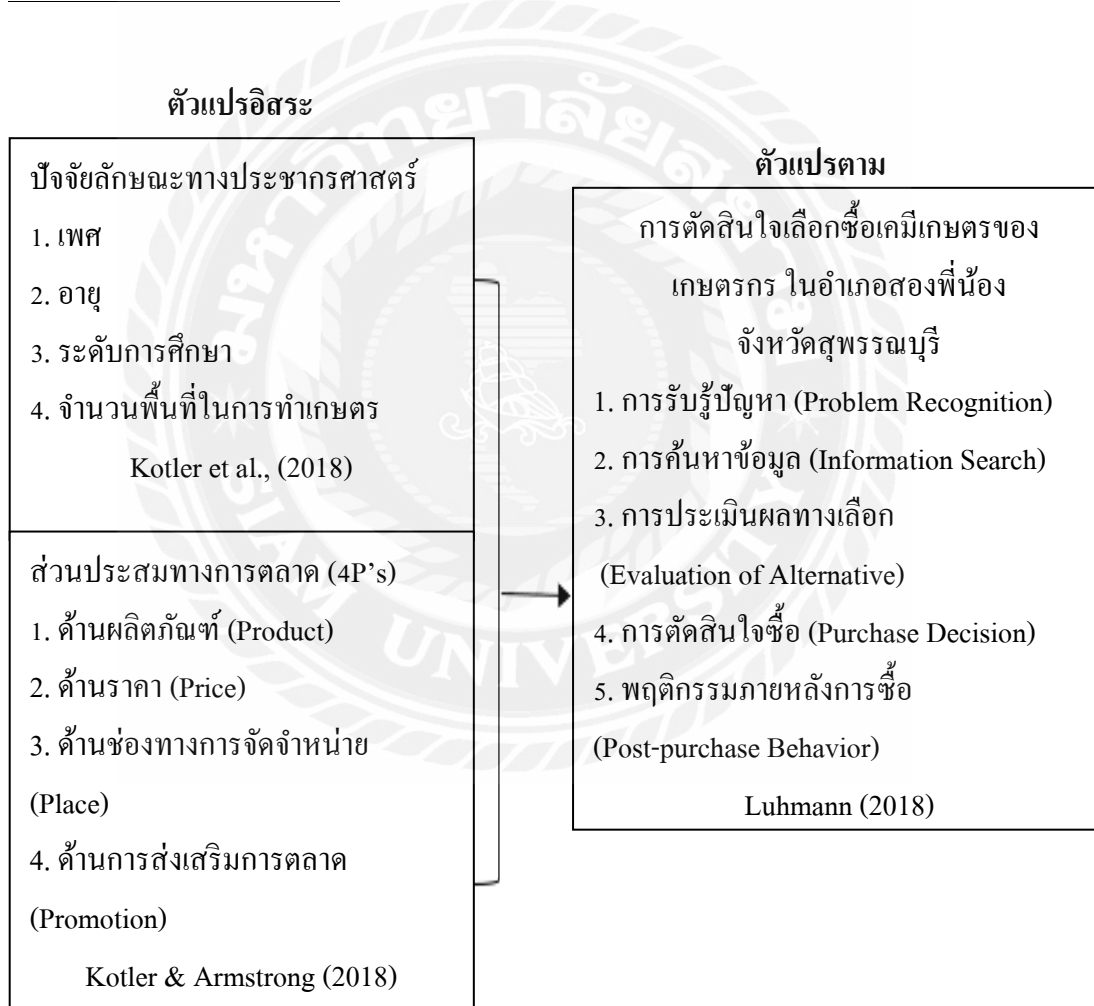 ตัวแปรอิสระ
ปัจจัยลักษณะทางประชากรศาสตร์
1. เพศ
2. อายุ
3. ระดับการศึกษา
4. จำนวนพื้นที่ในการทำเกษตร
Kotler et al., (2018)
ส่วนประสมทางการตลาด (4P’s)
1. ด้านผลิตภัณฑ์ (Product)
2. ด้านราคา (Price)
3. ด้านช่องทางการจัดจำหน่าย
(Place)
4. ด้านการส่งเสริมการตลาด
(Promotion)
Kotler & Armstrong (2018)
ตัวแปรตาม
การตัดสินใจเลือกซื้อเคมีเกษตรของ
เกษตรกร ในอำเภอสองพี่น้อง
จังหวัดสุพรรณบุรี
1. การรับรู้ปัญหา (Problem Recognition)
2. การค้นหาข้อมูล (Information Search)
3. การประเมินผลทางเลือก
(Evaluation of Alternative)
4. การตัดสินใจซื้อ (Purchase Decision)
5. พฤติกรรมภายหลังการซื้อ
(Post-purchase Behavior)
Luhmann (2018)
มหาวิทยาลัยสยาม
SIAM UNIVERSITY